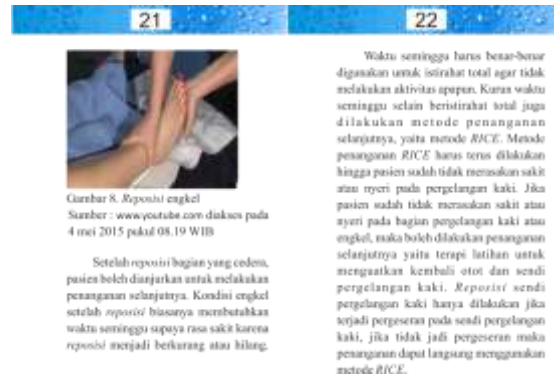 21
Gambar 8. Reposisi engkel
Sumber : www.youtube.com diakses pada
4 mei 2015 pukul 08.19 WIB
Setelah reposisi bagian yang cedera,
pasien boleh dianjurkan untuk melakukan
penanganan selanjutnya. Kondisi engkel
setelah reposisi biasanya membutuhkan
waktu seminggu supaya rasa sakit karena
reposisi menjadi berkurang atau hilang.
22
Waktu seminggu harus benar-benar
digunakan untuk istirahat total agar tidak
melakukan aktivitas apapun. Kurun waktu
seminggu selain beristirahat total juga
dilakukan metode penanganan
selanjutnya, yaitu metode RICE. Metode
penanganan RICE harus terus dilakukan
hingga pasien sudah tidak merasakan sakit
atau nyeri pada pergelangan kaki. Jika
pasien sudah tidak merasakan sakit atau
nyeri pada bagian pergelangan kaki atau
engkel, maka boleh dilakukan penanganan
selanjutnya yaitu terapi latihan untuk
menguatkan kembali otot dan sendi
pergelangan kaki. Reposisi sendi
pergelangan kaki hanya dilakukan jika
terjadi pergeseran pada sendi pergelangan
kaki, jika tidak jadi pergeseran maka
penanganan dapat langsung menggunakan
metode RICE.